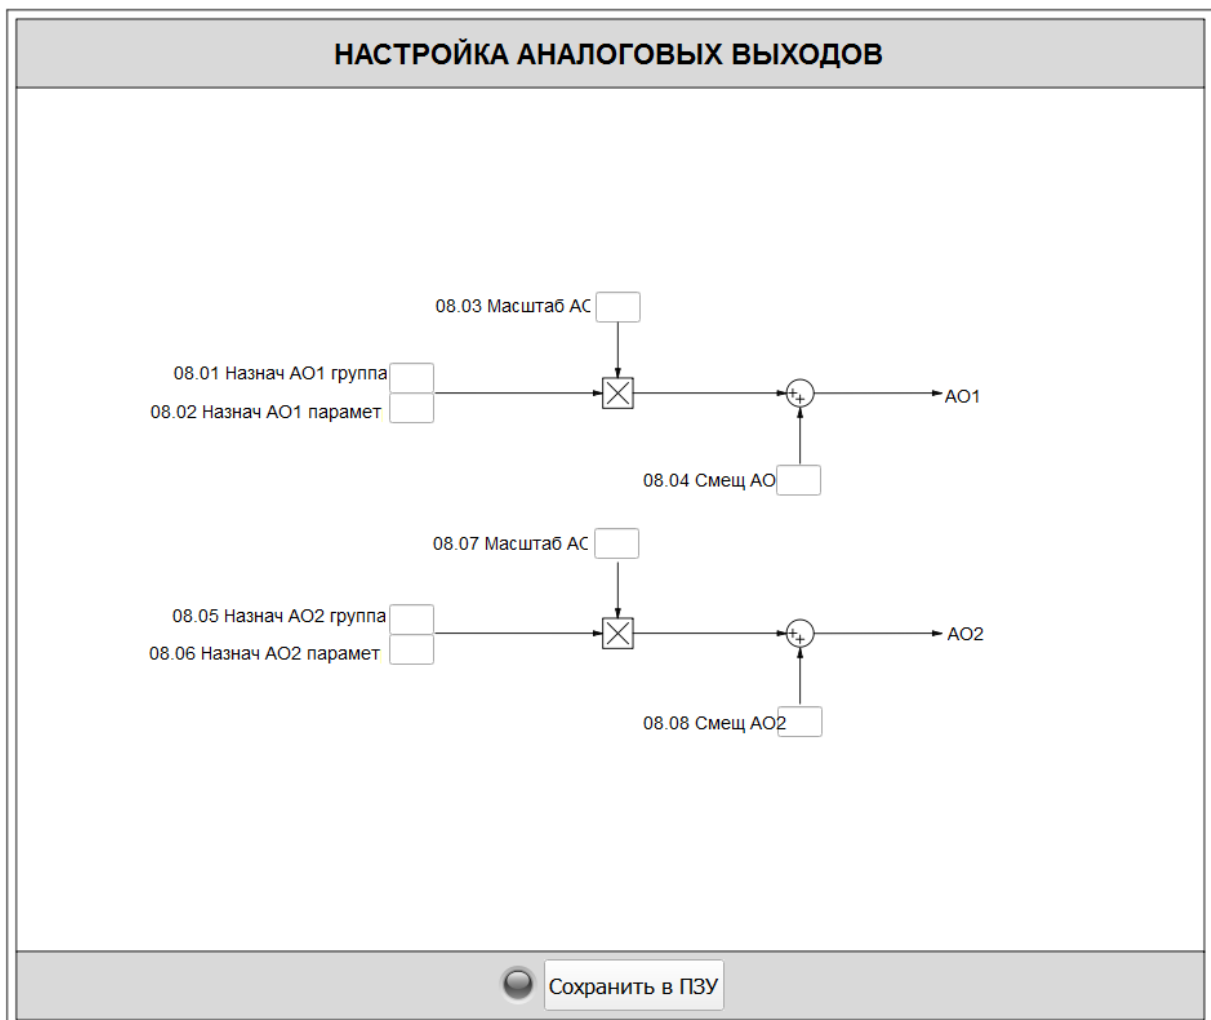 НАСТРОЙКА АНАЛОГОВЫХ ВЫХОДОВ
08.03 Масштаб АС
08.01 Назнач АО1 группа
08.02 Назнач АО1 парамет
АО1
08.04 Смещ АО
08.07 Масштаб АС
08.05 Назнач АО2 группа
08.06 Назнач АО2 парамет
АО2
08.08 Смещ АО2
Сохранить в ПЗУ